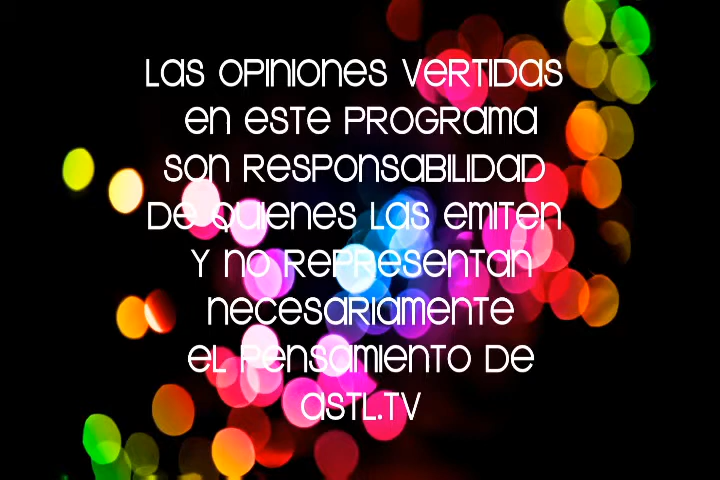 Las opiniones vertidas
en este programa
son responsabilidad
de quienes las emiten
y no representan
necesariamente
el pensamiento de
astl.tv